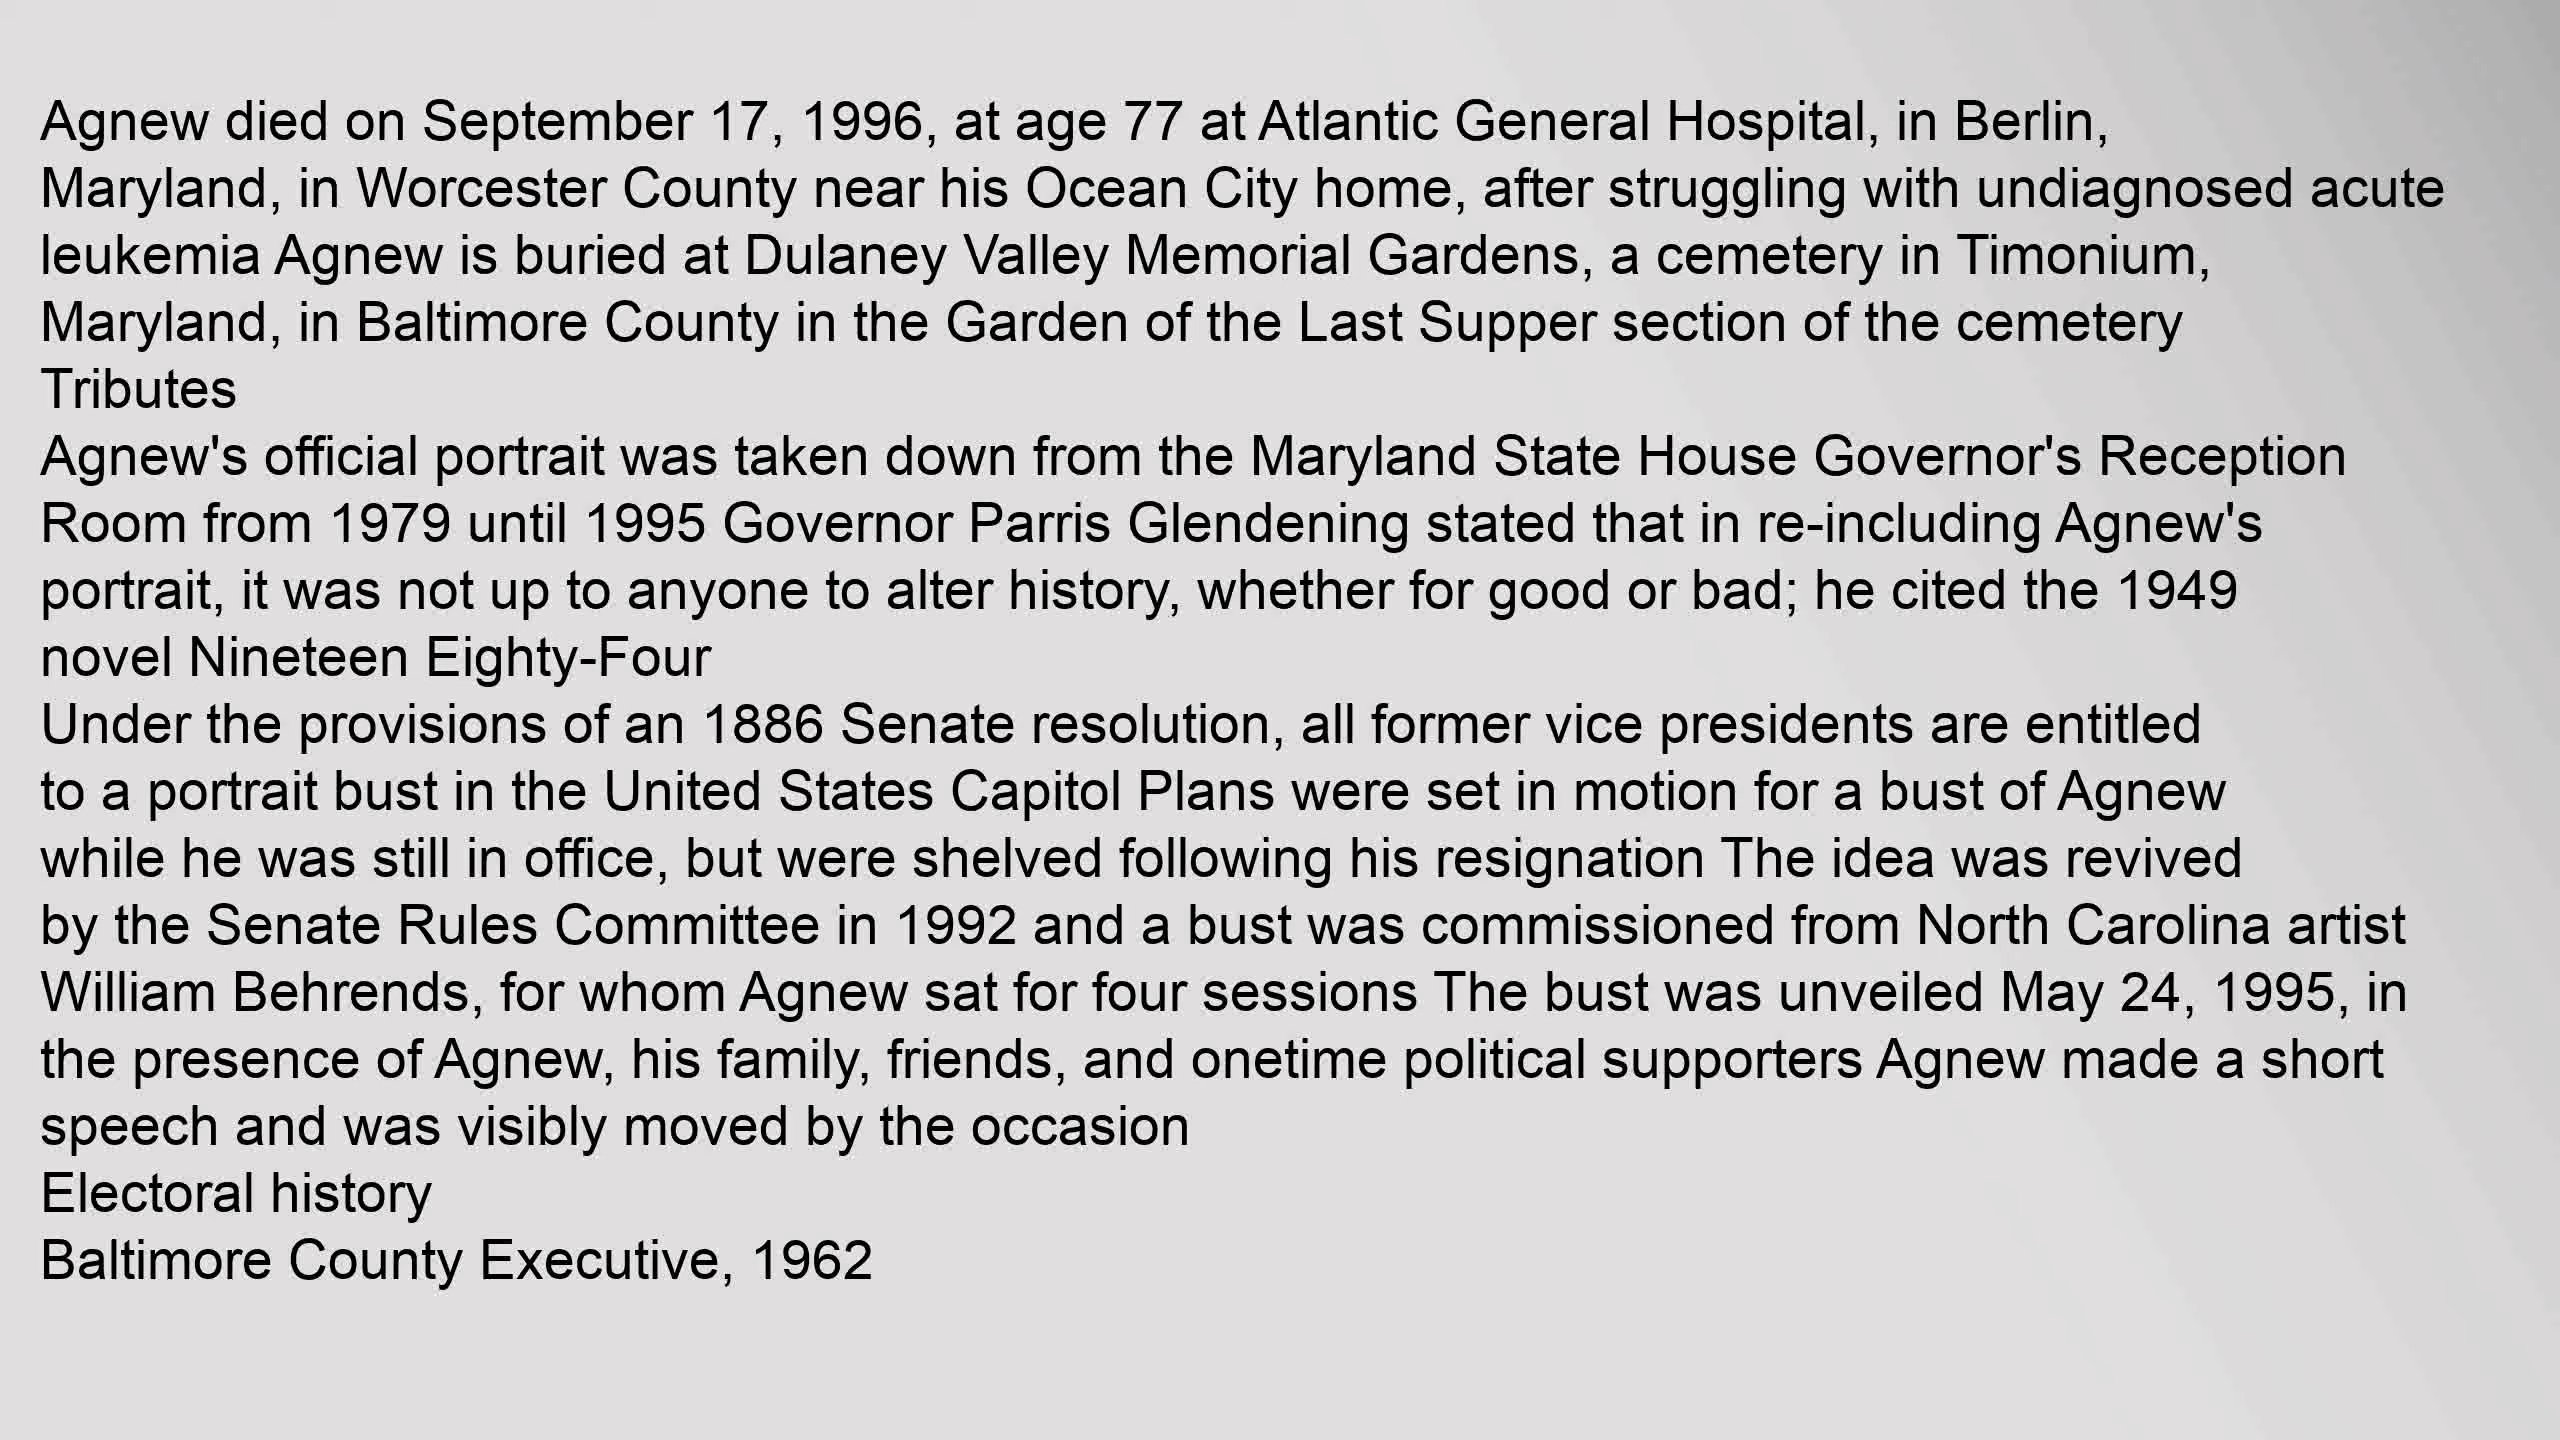 Agnew died on September 17, 1996, at age 77 at Atlantic General Hospital, in Berlin,
Maryland, in Worcester County near his Ocean City home, after struggling with undiagnosed acute
leukemia Agnew is buried at Dulaney Valley Memorial Gardens, a cemetery in Timonium,
Maryland, in Baltimore County in the Garden of the Last Supper section of the cemetery
Tributes
Agnew's official portrait was taken down from the Maryland State House Governor's Reception
Room from 1979 until 1995 Governor Parris Glendening stated that in re-including Agnew's
portrait, it was not up to anyone to alter history, whether for good or bad; he cited the 1949
novel Nineteen Eighty-Four
Under the provisions of an 1886 Senate resolution, all former vice presidents are entitled
to a portrait bust in the United States Capitol Plans were set in motion for a bust of Agnew
while he was still in office, but were shelved following his resignation The idea was revived
by the Senate Rules Committee in 1992 and a bust was commissioned from North Carolina artist
William Behrends, for whom Agnew sat for four sessions The bust was unveiled May 24, 1995, in
the presence of Agnew, his family, friends, and onetime political supporters Agnew made a short
speech and was visibly moved by the occasion
Electoral history
Baltimore County Executive, 1962